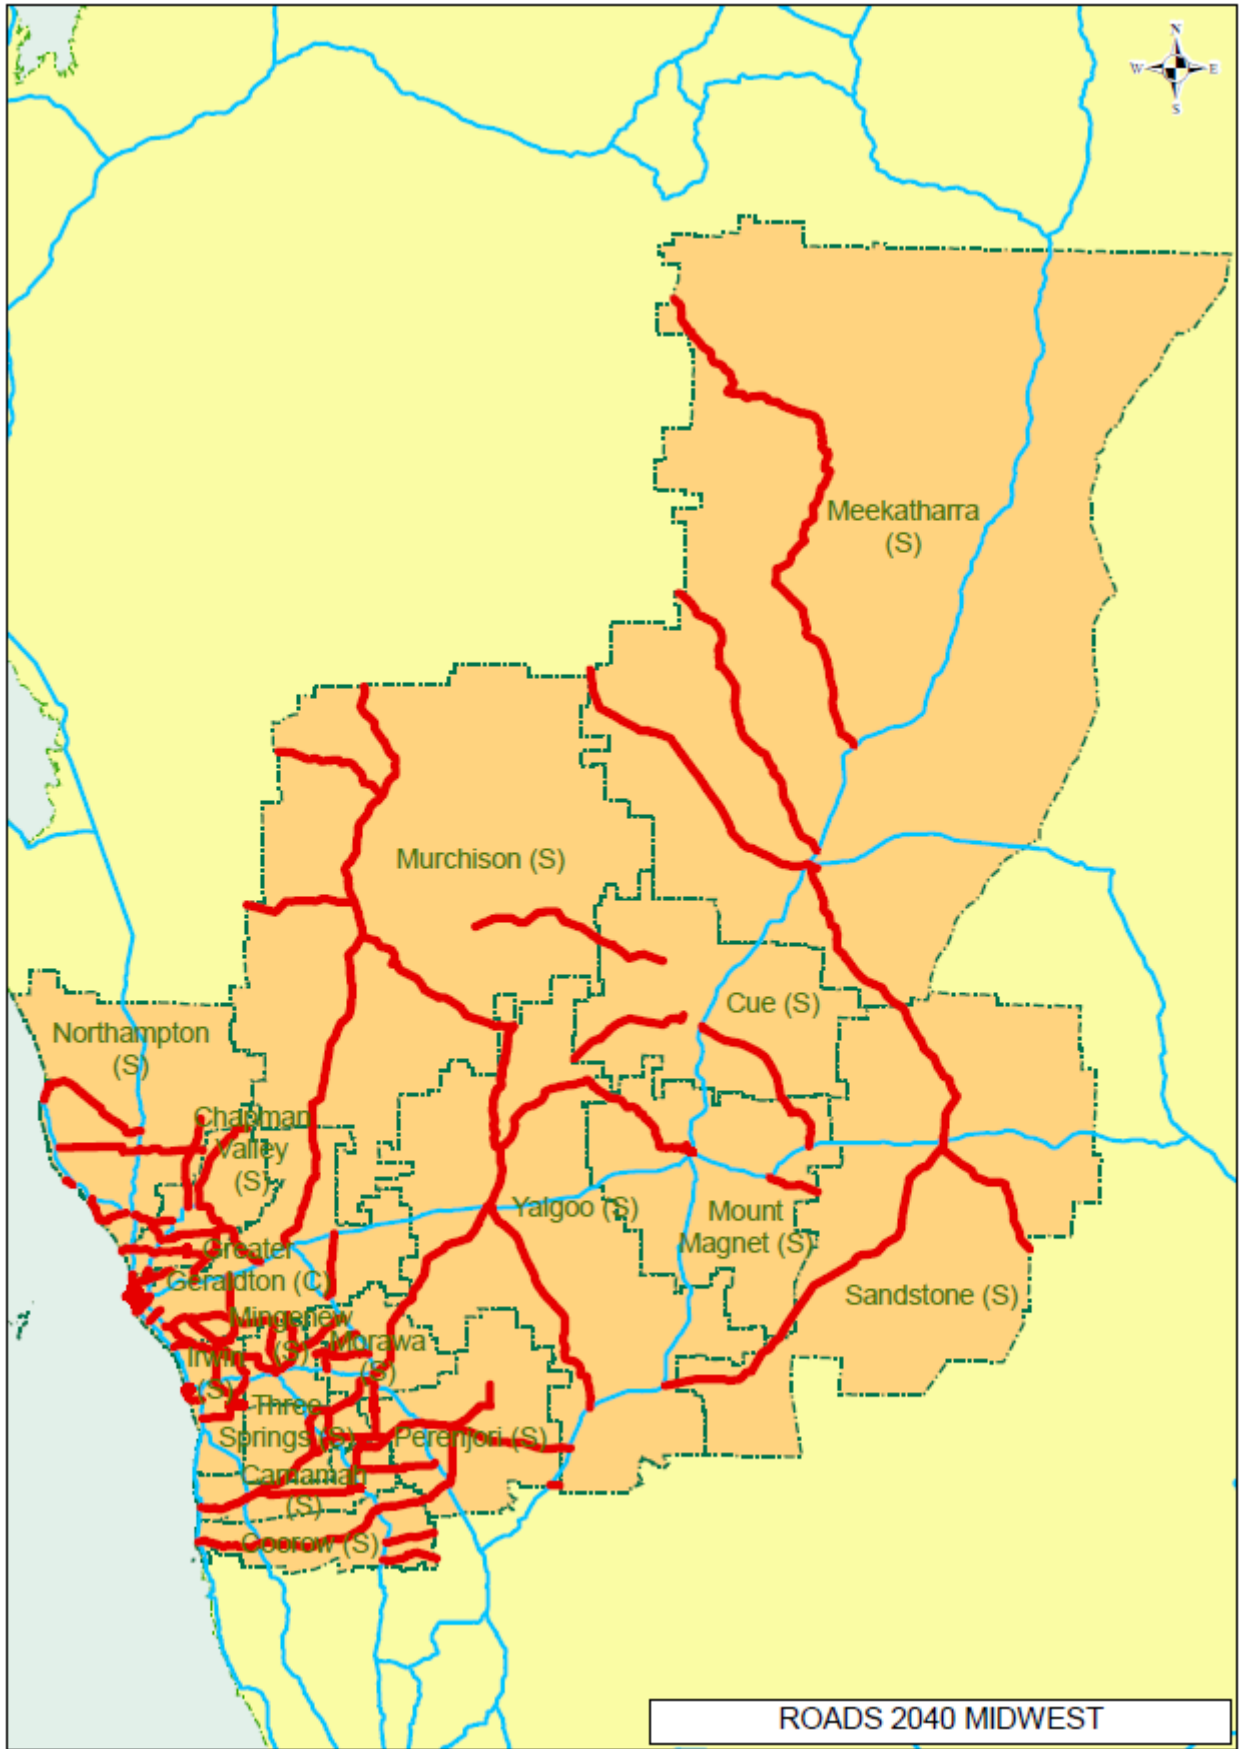 N
W E
S
Meekatharra
(S)
Murchison (S)
Cue (S)
Northampton
(S)
Chapman
Valley
(S)
Yalgoo (S)
Mount
Magnet (S)
Greater
Geraldton (C)
Sandstone (S)
Mingenew
(S)
Morawa
(S)
Irwin
(S)
Three
Springs (S)
Perenjori (S)
Carnamah
(S)
Coorow (S)
ROADS 2040 MIDWEST